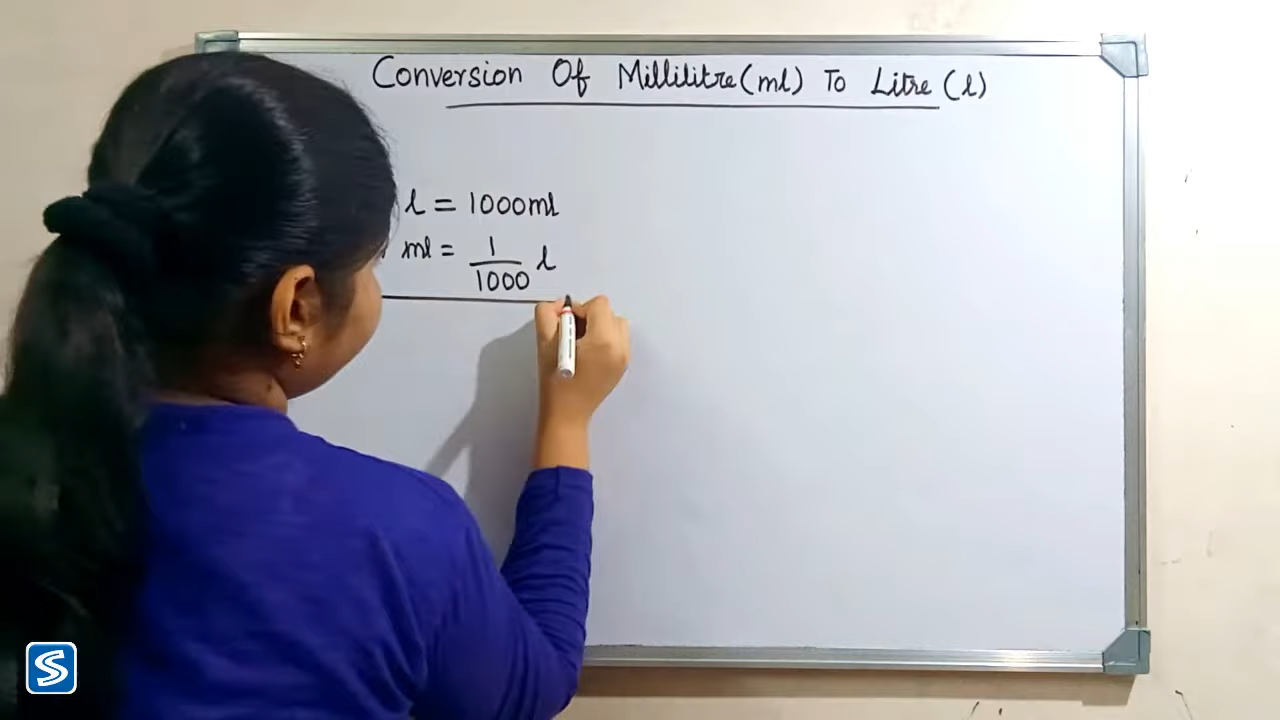 Conversion Of Millilitre (ml) To Litre (l)
l = 1000ml
ml = 1/1000 l
S